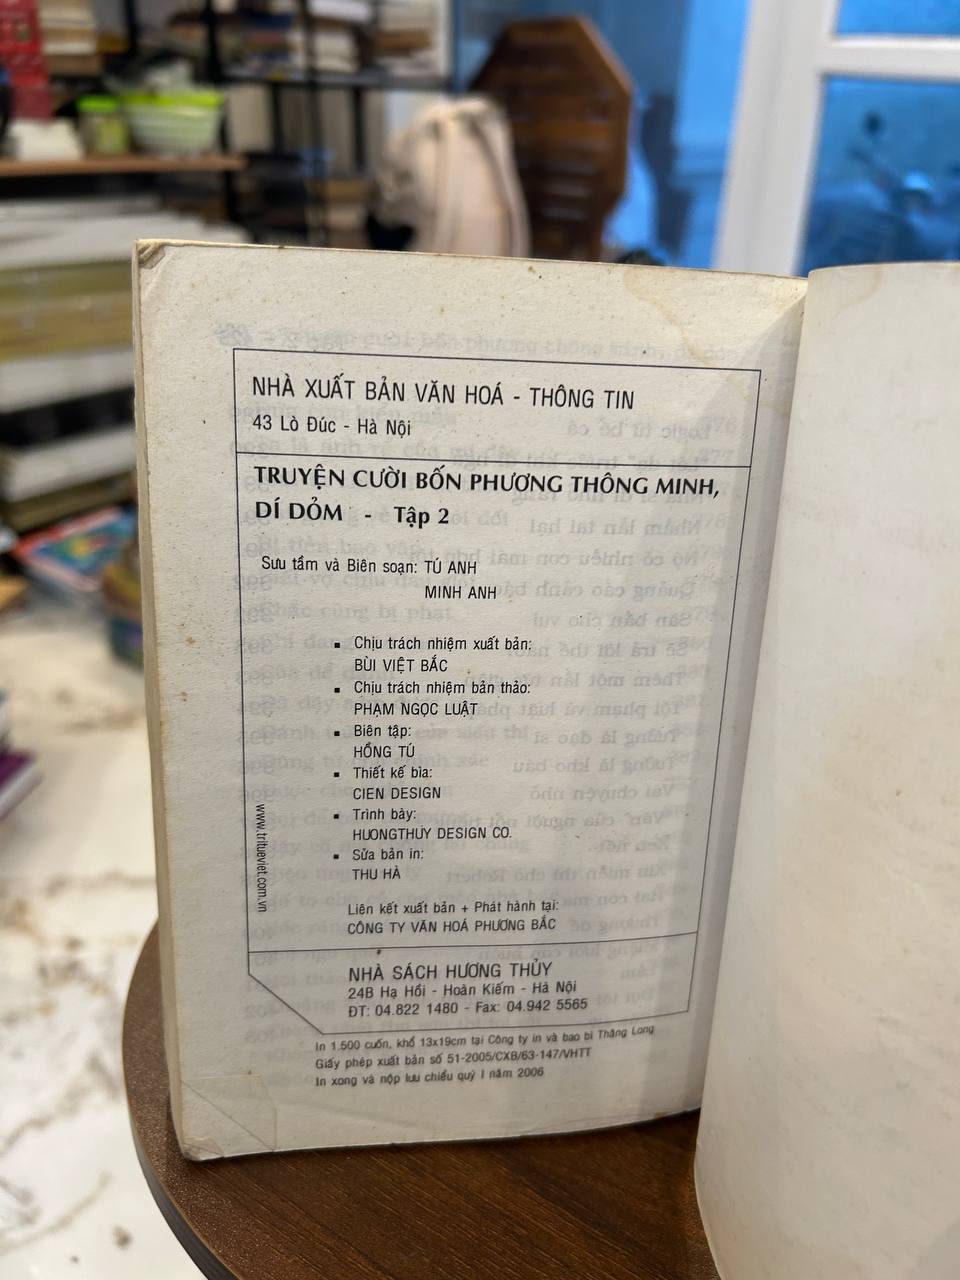 NHÀ XUẤT BẢN VĂN HOÁ - THÔNG TIN
43 Lò Đúc - Hà Nội
TRUYỆN CƯỜI BỐN PHƯƠNG THÔNG MINH,
DÍ DỎM - Tập 2
Sưu tầm và Biên soạn: TÚ ANH
MINH ANH
▪ Chịu trách nhiệm xuất bản:
BÙI VIỆT BẮC
▪ Chịu trách nhiệm bản thảo:
PHẠM NGỌC LUẬT
▪ Biên tập:
HỒNG TÚ
▪ Thiết kế bìa:
CIEN DESIGN
▪ Trình bày:
HUONGTHUY DESIGN CO.
▪ Sửa bản in:
THU HÀ
www.tritueviet.com.vn
Liên kết xuất bản + Phát hành tại:
CÔNG TY VĂN HOÁ PHƯƠNG BẮC
NHÀ SÁCH HƯƠNG THỦY
24B Hạ Hồi - Hoàn Kiếm - Hà Nội
ĐT: 04.822 1480 - Fax: 04.942 5565
In 1.500 cuốn, khổ 13x19cm tại Công ty in và bao bì Thăng Long
Giấy phép xuất bản số 51-2005/CXB/63-147/VHTT
In xong và nộp lưu chiểu quý I năm 2006